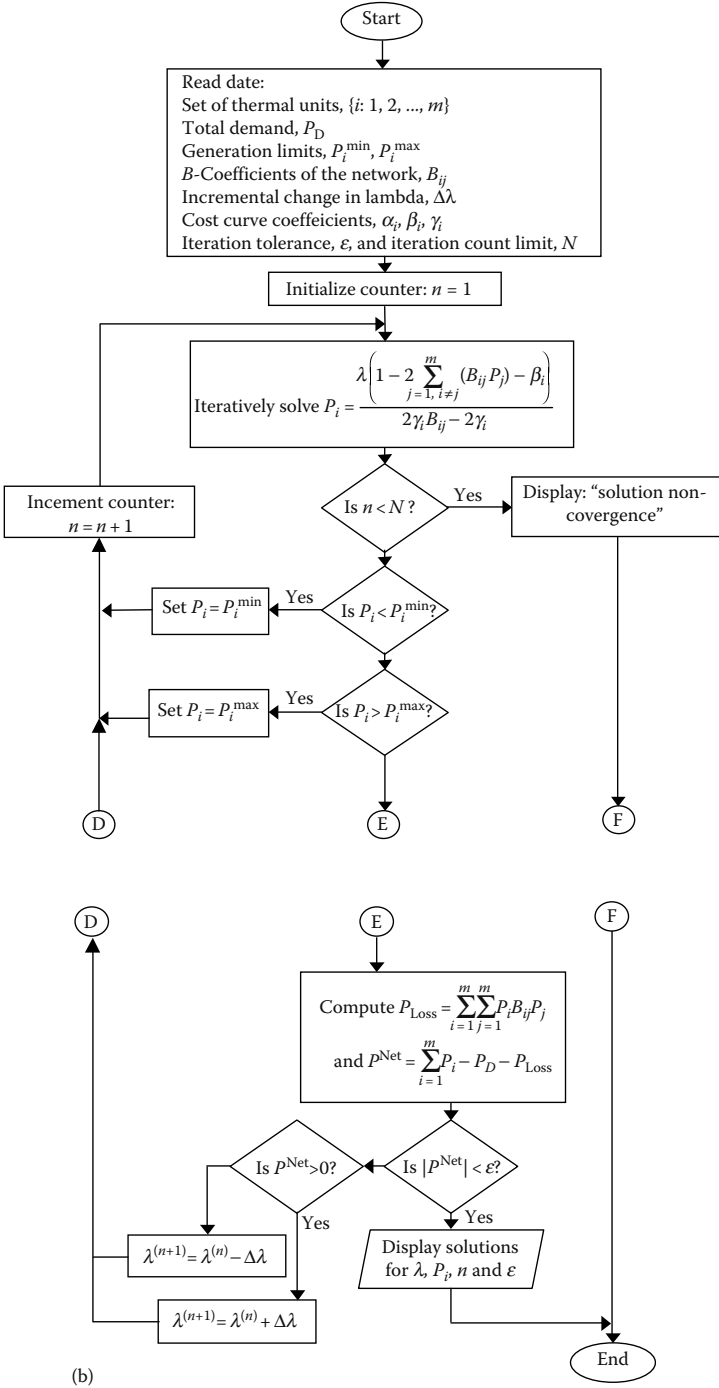 Start
Read date:
Set of thermal units, {i: 1, 2, ..., m}
Total demand, P_D
Generation limits, P_i^min, P_i^max
B-Coefficients of the network, B_ij
Incremental change in lambda, Δλ
Cost curve coeffeicients, α_i, β_i, γ_i
Iteration tolerance, ε, and iteration count limit, N
Initialize counter: n = 1
Iteratively solve P_i = λ(1 − 2 ∑_{j = 1, i≠j}^{m} (B_ij P_j) − β_i) / (2γ_i B_ij − 2γ_i)
Incement counter:
n = n + 1
Is n < N?
Yes
Display: “solution non-
covergence”
Set P_i = P_i^min
Yes
Is P_i < P_i^min?
Set P_i = P_i^max
Yes
Is P_i > P_i^max?
D
E
F
D
E
F
Compute P_Loss = ∑_{i = 1}^{m} ∑_{j = 1}^{m} P_i B_ij P_j
and P^Net = ∑_{i = 1}^{m} P_i − P_D − P_Loss
Is P^Net>0?
Is |P^Net| < ε?
Yes
Yes
λ^(n+1) = λ^(n) − Δλ
Display solutions
for λ, P_i, n and ε
λ^(n+1) = λ^(n) + Δλ
End
(b)